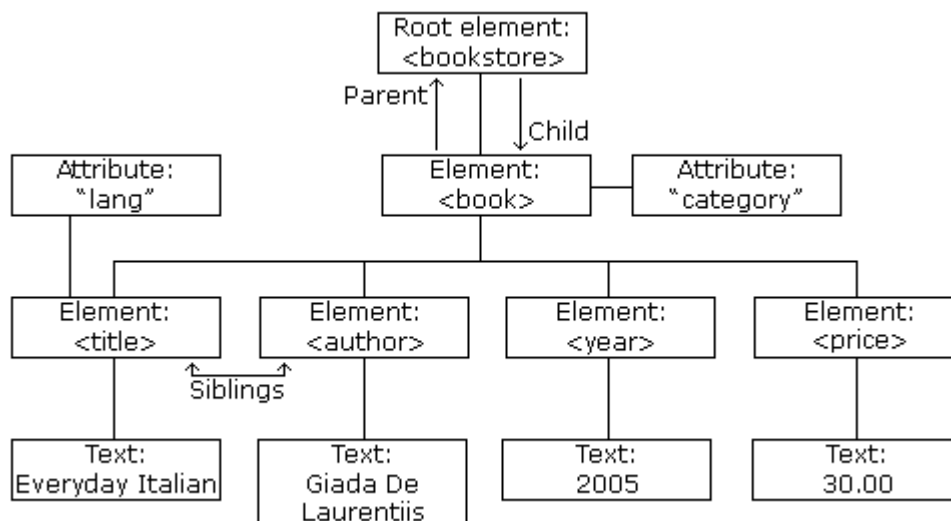 Root element:
<bookstore>
Parent
Child
Attribute:
“lang”
Element:
<book>
Attribute:
“category”
Element:
<title>
Element:
<author>
Element:
<year>
Element:
<price>
Siblings
Text:
Everyday Italian
Text:
Giada De
Laurentiis
Text:
2005
Text:
30.00